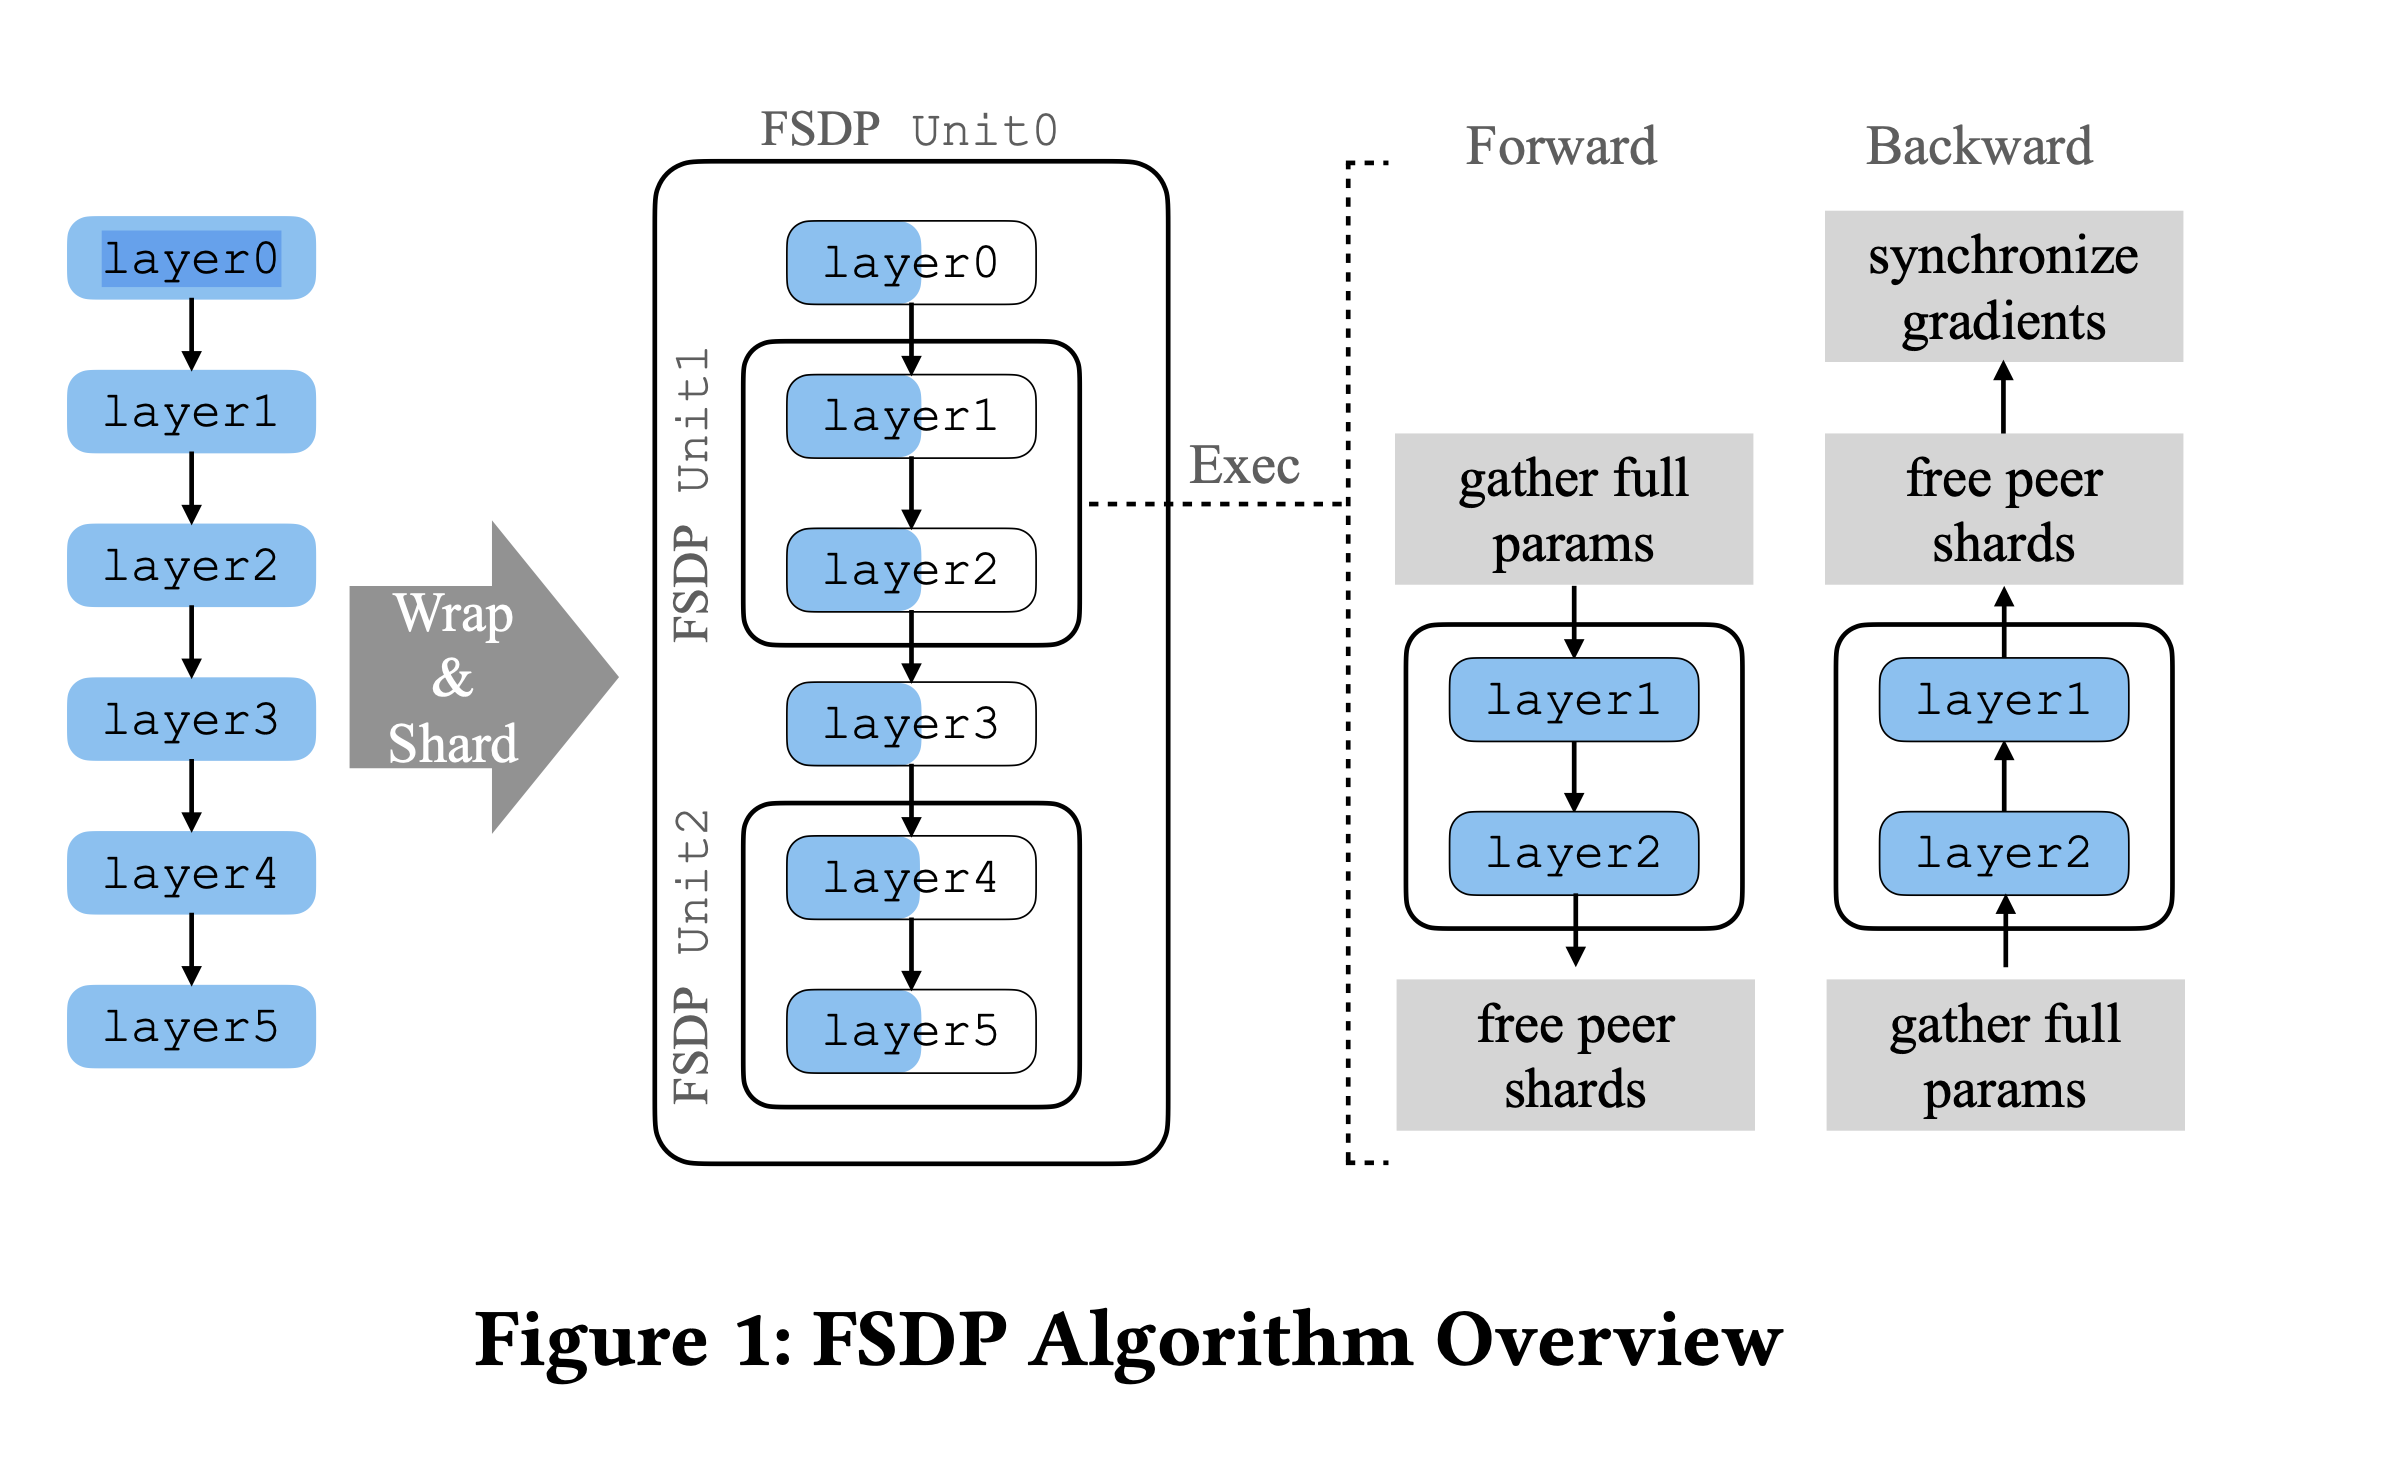 layer0
layer1
layer2
layer3
layer4
layer5
Wrap
&
Shard
FSDP Unit0
layer0
FSDP Unit1
layer1
layer2
layer3
FSDP Unit2
layer4
layer5
Exec
Forward
gather full
params
layer1
layer2
free peer
shards
Backward
synchronize
gradients
free peer
shards
layer1
layer2
gather full
params
Figure 1: FSDP Algorithm Overview